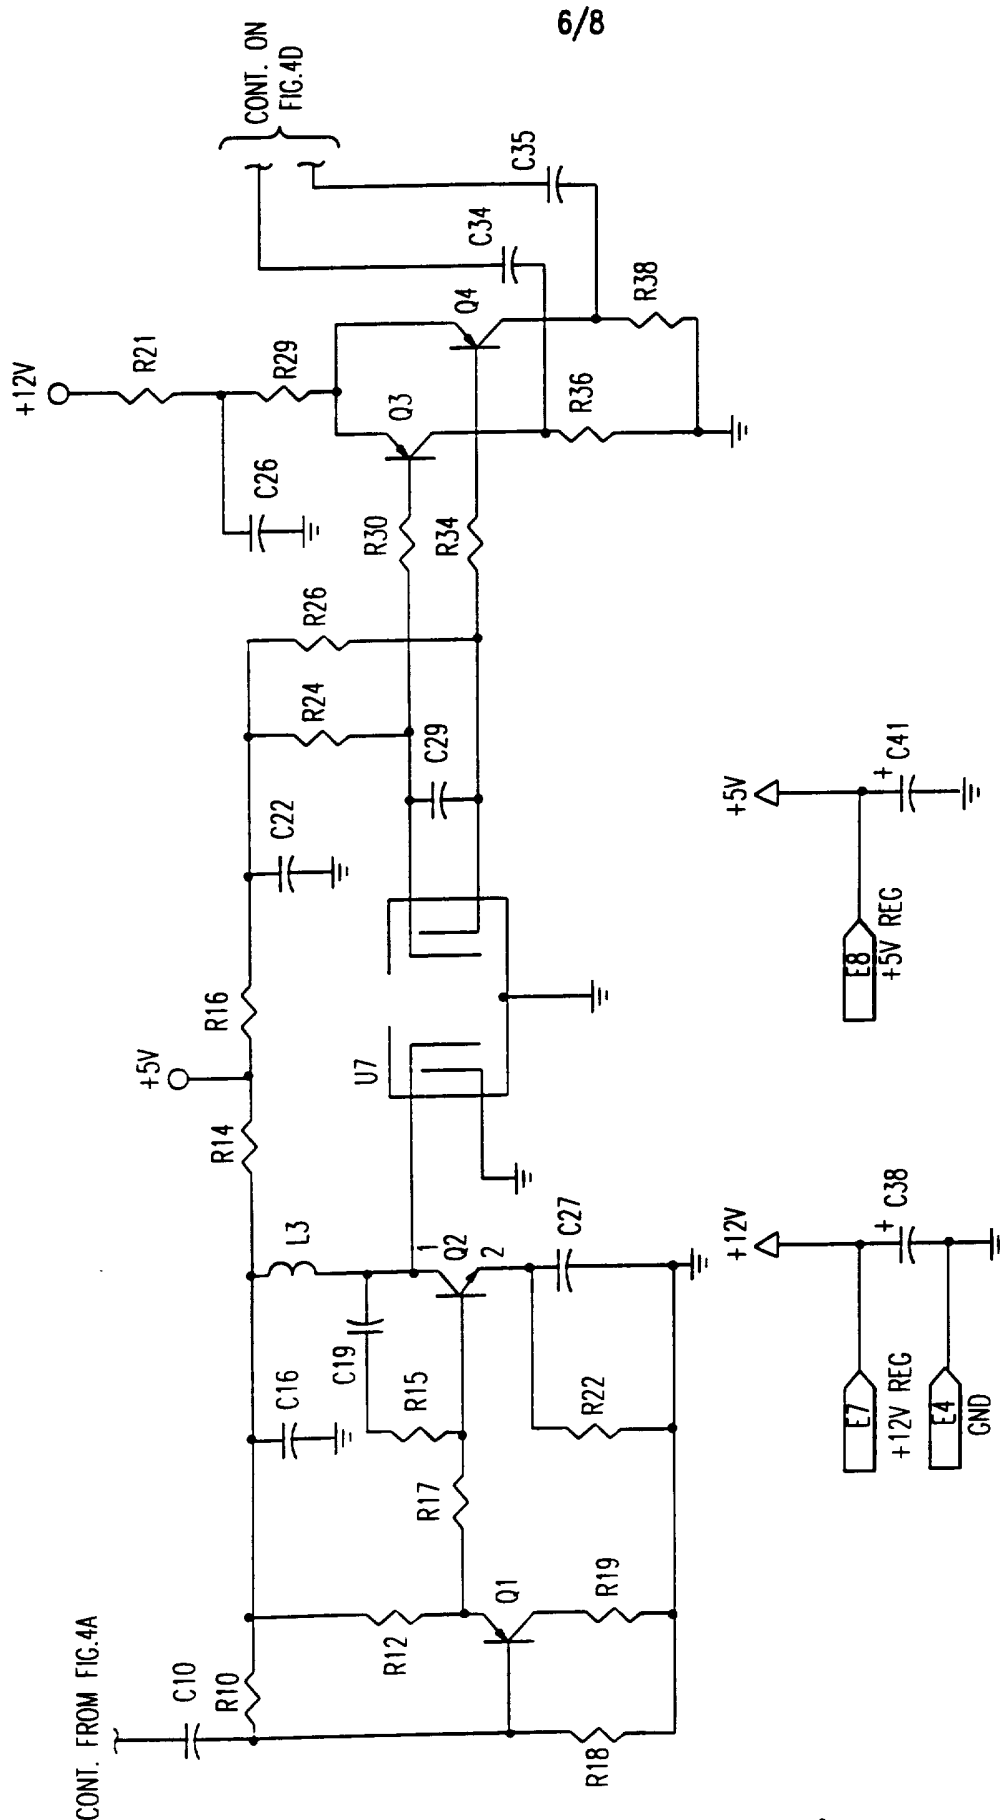 6/8
CONT. FROM FIG.4A
C10
R10
R12
R18
Q1
R19
R17
C16
R15
C19
L3
1
Q2
2
R22
C27
R14
+5V
R16
U7
C22
R24
R26
C29
R30
R34
C26
+12V
R21
R29
Q3
Q4
R36
R38
C34
C35
CONT. ON
FIG.4D
E7
+12V REG
E4
GND
+12V
+
C38
E8
+5V REG
+5V
+
C41